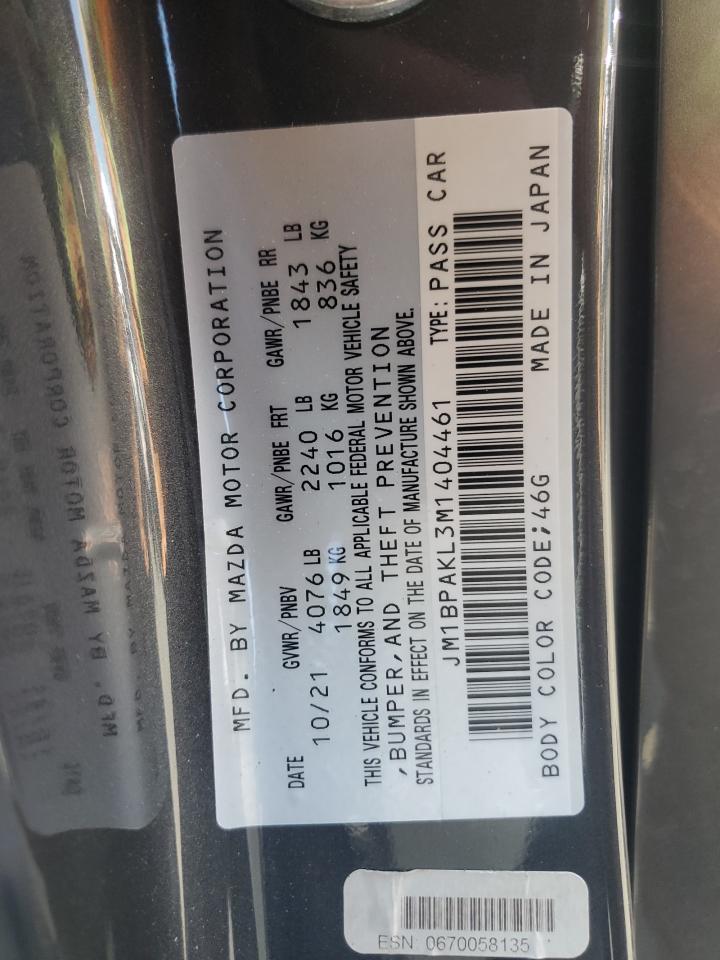 MFD. BY MAZDA MOTOR CORPORATION
DATE GVWR/PNBV GAWR/PNBE FRT GAWR/PNBE RR
10/21 4076 LB 2240 LB 1843 LB
1849 KG 1016 KG 836 KG
THIS VEHICLE CONFORMS TO ALL APPLICABLE FEDERAL MOTOR VEHICLE SAFETY
,BUMPER,AND THEFT PREVENTION
STANDARDS IN EFFECT ON THE DATE OF MANUFACTURE SHOWN ABOVE.
JM1BPAKL3M1404461 TYPE: PASS CAR
BODY COLOR CODE;46G MADE IN JAPAN
ESN: 0670058135